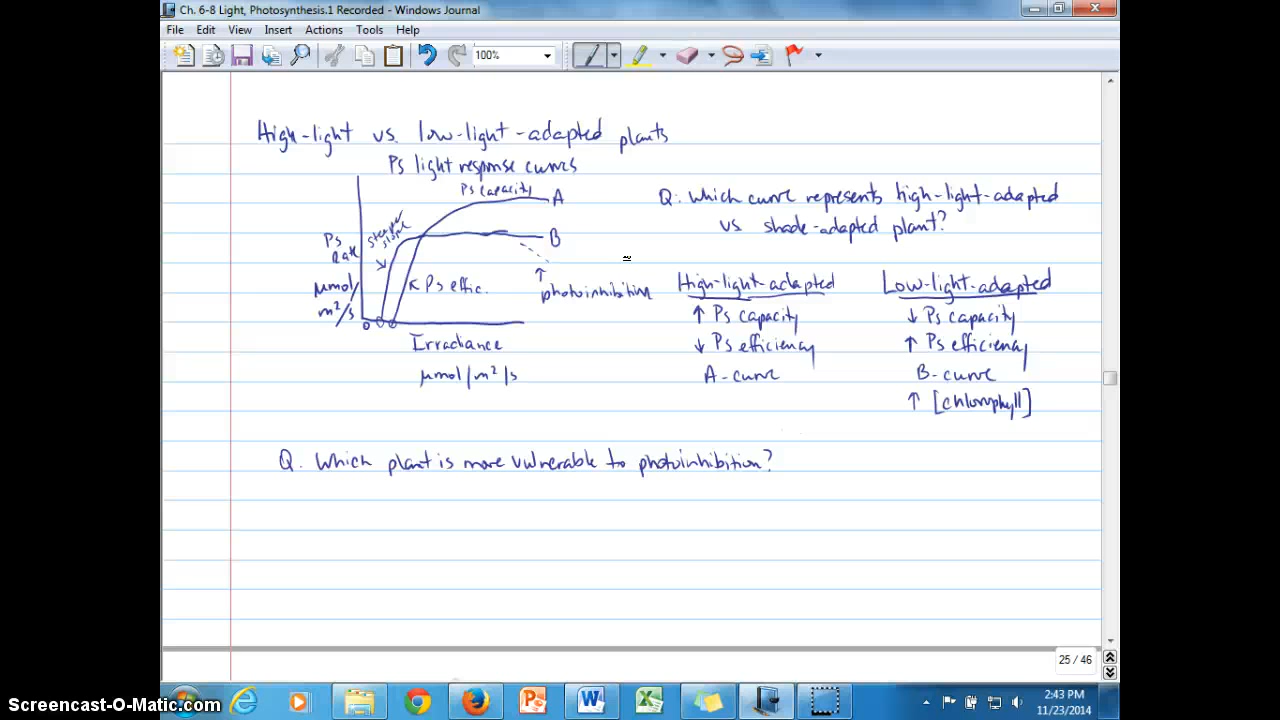 Ch. 6-8 Light, Photosynthesis.1 Recorded - Windows Journal
File Edit View Insert Actions Tools Help
100%
High-light vs. low-light-adapted plants
Ps light response curves
Ps capacity
A
B
Ps Rate
μmol/m²/s
steeper slope
Ps effic.
photoinhibition
0
Irradiance
μmol/m²/s
Q: Which curve represents high-light-adapted
vs shade-adapted plant?
High-light-adapted
↑ Ps capacity
↓ Ps efficiency
A-curve
Low-light-adapted
↓ Ps capacity
↑ Ps efficiency
B-curve
↑ [chlorophyll]
Q. Which plant is more vulnerable to photoinhibition?
25 / 46
Screencast-O-Matic.com
2:43 PM
11/23/2014